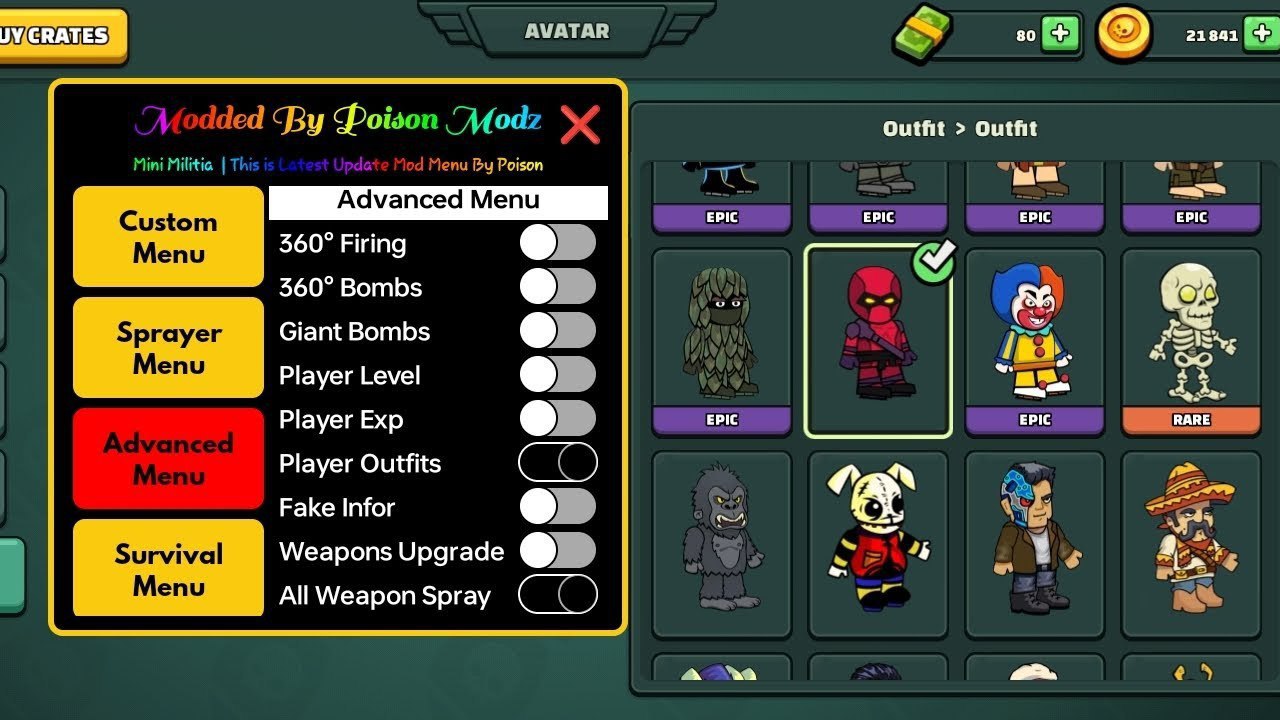 UY CRATES
AVATAR
80
21 841
Modded By Poison Modz
Mini Militia | This is Latest Update Mod Menu By Poison
Custom
Menu
Sprayer
Menu
Advanced
Menu
Survival
Menu
Advanced Menu
360° Firing
360° Bombs
Giant Bombs
Player Level
Player Exp
Player Outfits
Fake Infor
Weapons Upgrade
All Weapon Spray
Outfit > Outfit
EPIC
EPIC
EPIC
EPIC
EPIC
EPIC
RARE